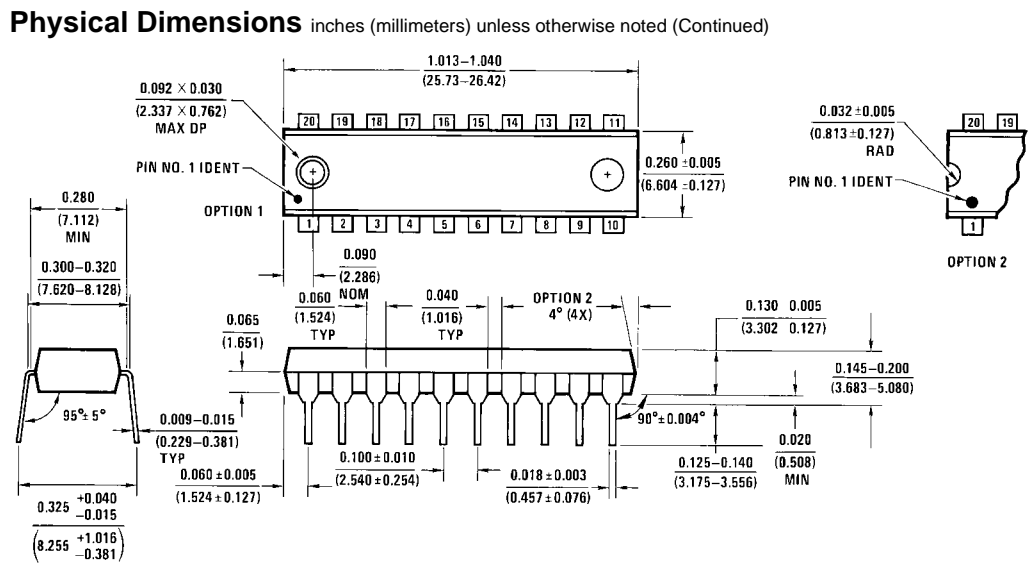 Physical Dimensions inches (millimeters) unless otherwise noted (Continued)
1.013–1.040
(25.73–26.42)
0.092 × 0.030
(2.337 × 0.762)
MAX DP
20 19 18 17 16 15 14 13 12 11
PIN NO. 1 IDENT
OPTION 1
0.260 ±0.005
(6.604 ±0.127)
1 2 3 4 5 6 7 8 9 10
0.032 ±0.005
(0.813 ±0.127)
RAD
20 19
PIN NO. 1 IDENT
1
OPTION 2
0.280
(7.112)
MIN
0.300–0.320
(7.620–8.128)
0.090
(2.286)
NOM
0.060
(1.524)
TYP
0.040
(1.016)
TYP
OPTION 2
4° (4X)
0.065
(1.651)
0.130 0.005
(3.302 0.127)
0.145–0.200
(3.683–5.080)
95°± 5°
0.009–0.015
(0.229–0.381)
TYP
90°±0.004°
0.020
(0.508)
MIN
0.100 ±0.010
(2.540 ±0.254)
0.018 ±0.003
(0.457 ±0.076)
0.125–0.140
(3.175–3.556)
0.060 ±0.005
(1.524 ±0.127)
0.325 +0.040
−0.015
(8.255 +1.016
−0.381)